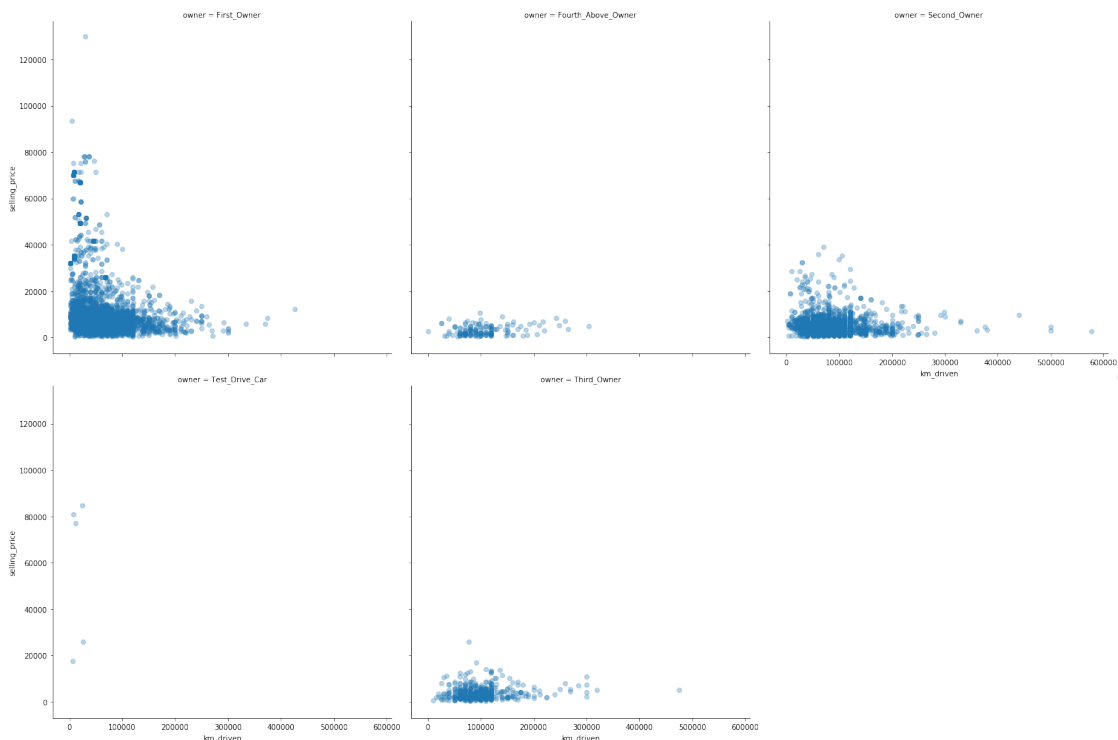 owner = First_Owner
owner = Fourth_Above_Owner
owner = Second_Owner
120000
100000
80000
60000
40000
20000
0
selling_price
0 100000 200000 300000 400000 500000 600000
km_driven
owner = Test_Drive_Car
owner = Third_Owner
120000
100000
80000
60000
40000
20000
0
selling_price
0 100000 200000 300000 400000 500000 600000
km_driven
0 100000 200000 300000 400000 500000 600000
km_driven